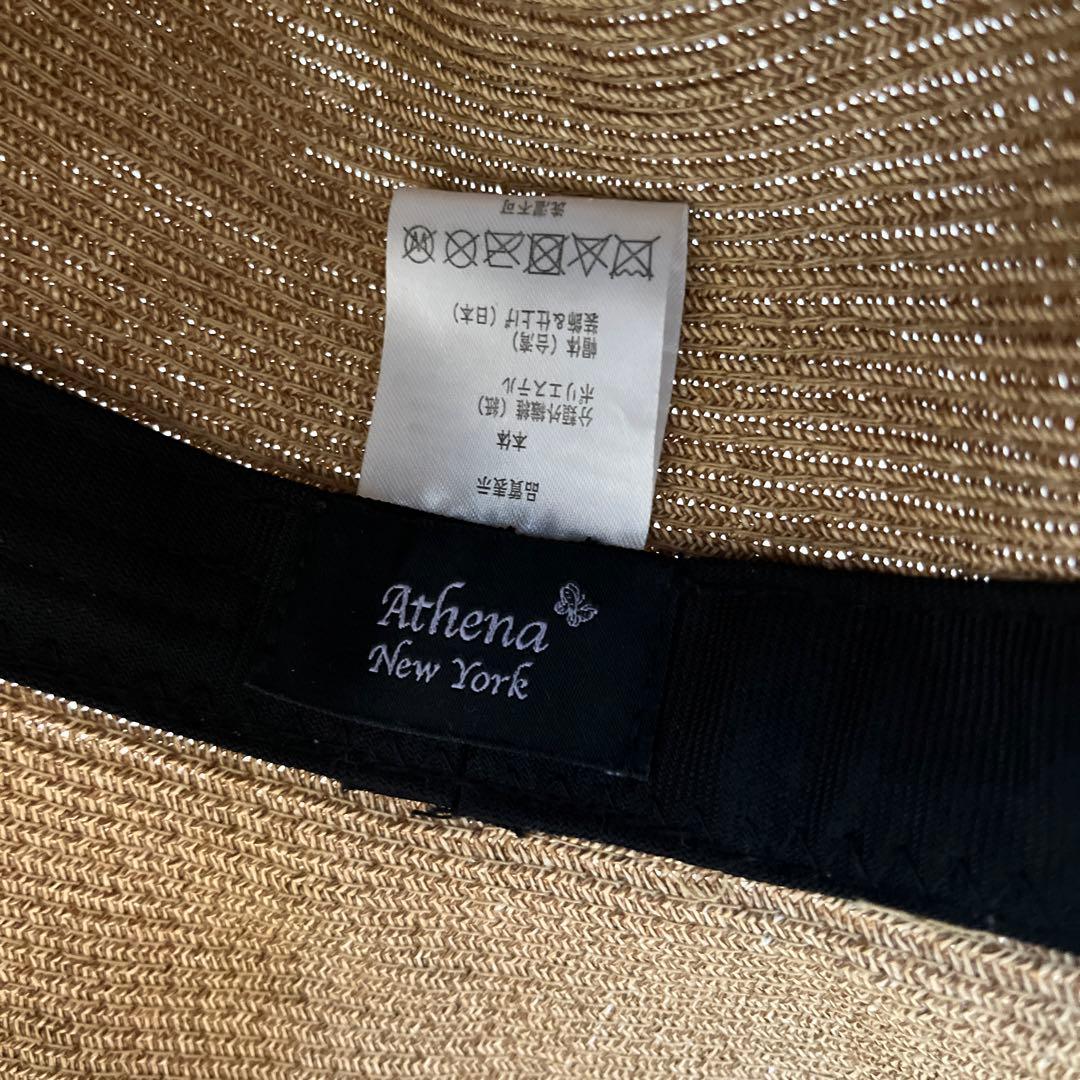 品質表示
本体
分類外繊維（紙）
ポリエステル
帽体（台湾）
装飾&仕上げ（日本）
洗濯不可
Athena
New York